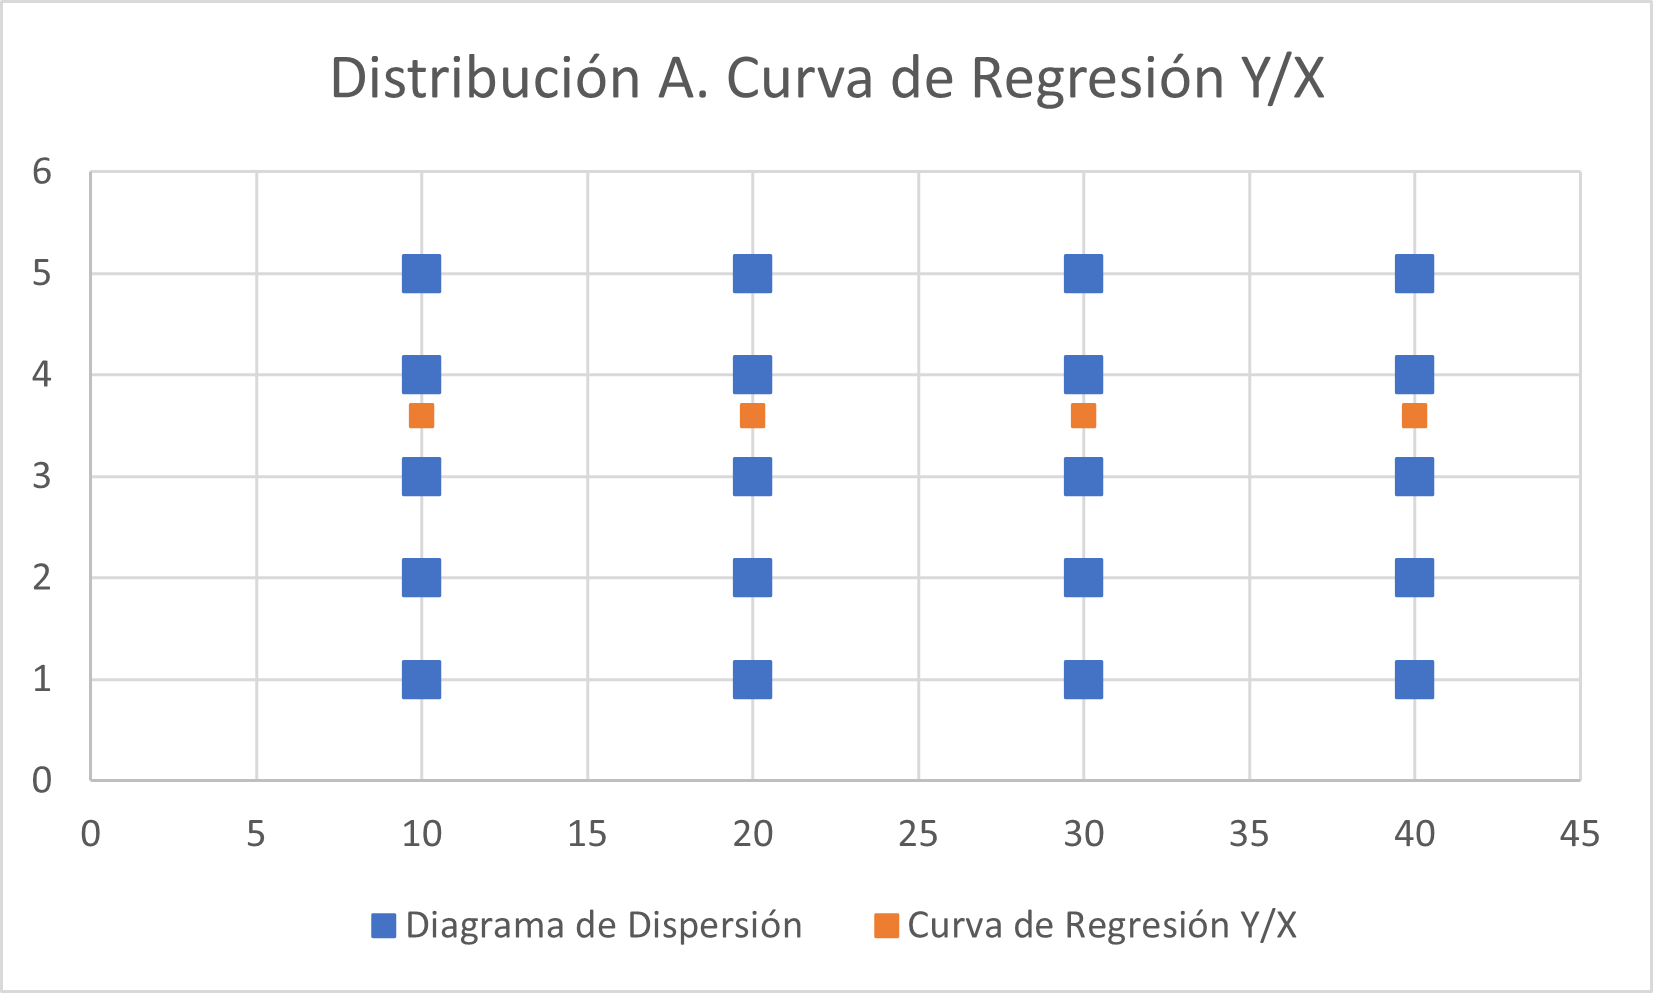 Distribución A. Curva de Regresión Y/X
6
5
4
3
2
1
0
0 5 10 15 20 25 30 35 40 45
Diagrama de Dispersión Curva de Regresión Y/X